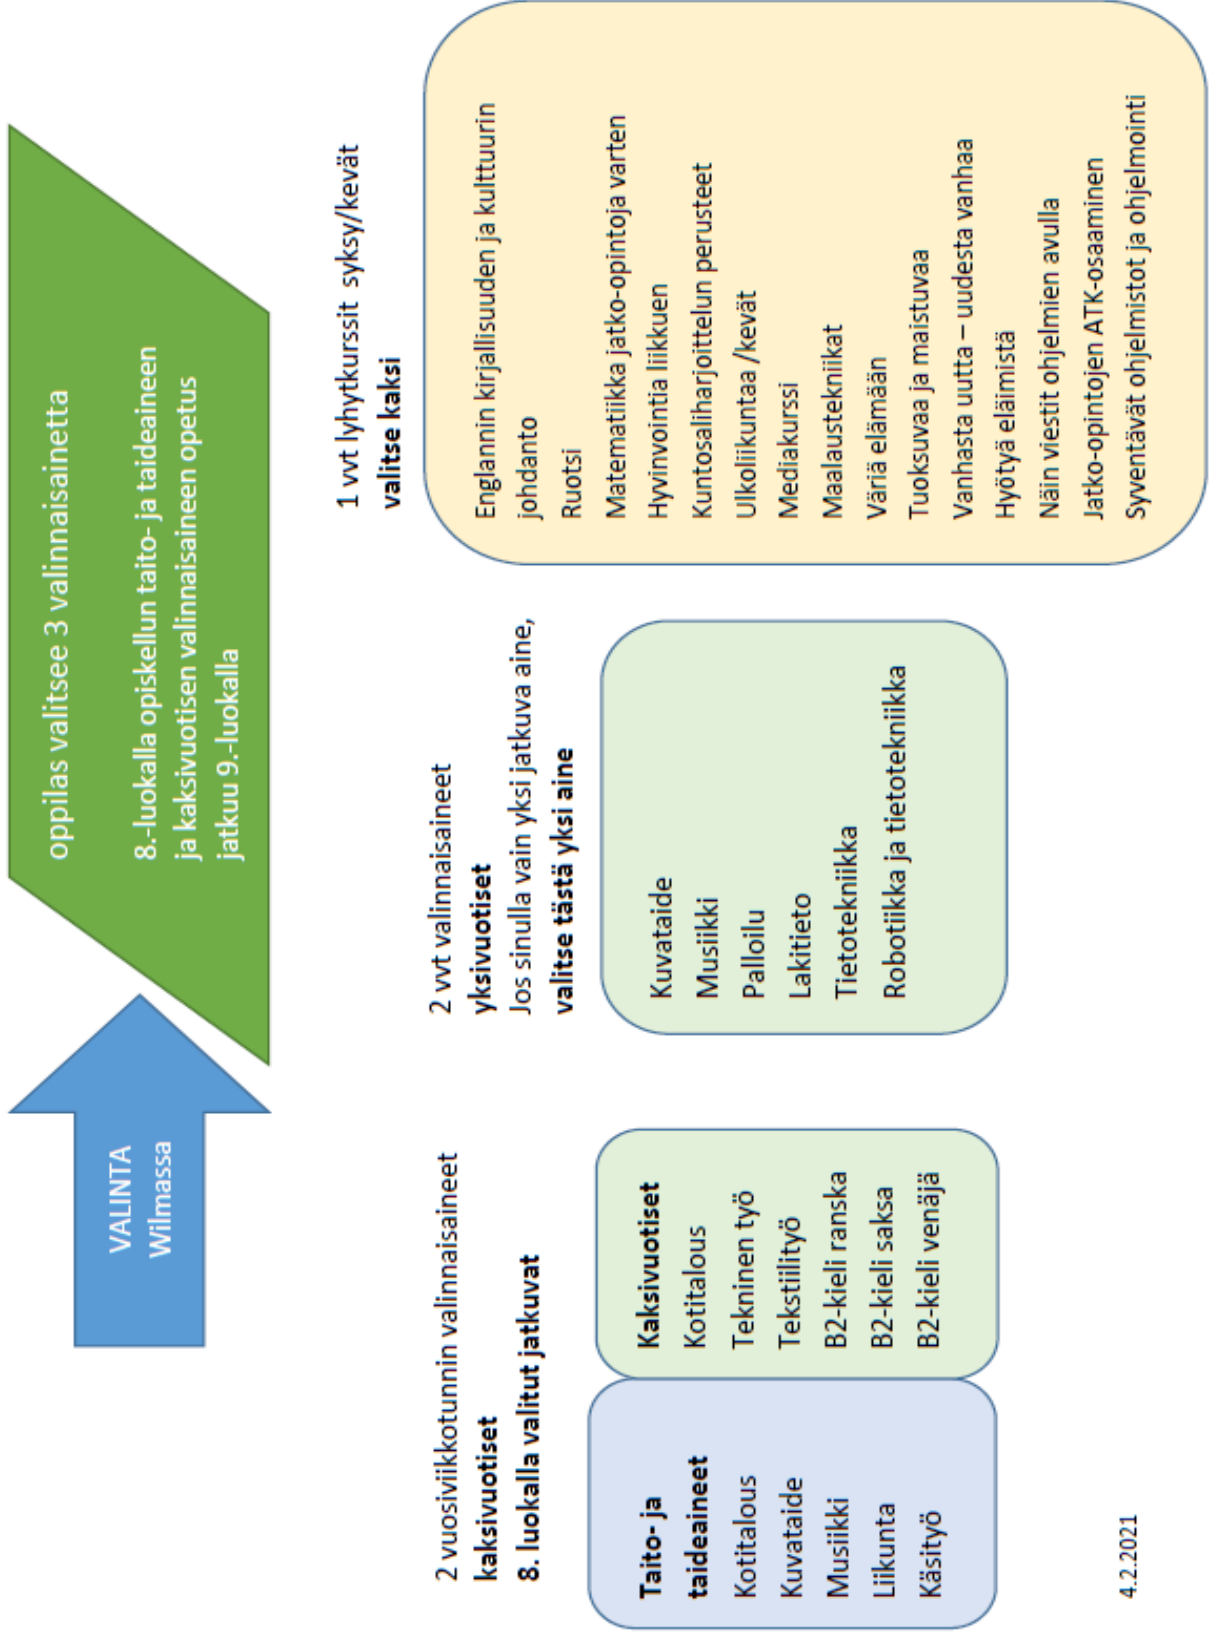 VALINTA
Wilmassa
oppilas valitsee 3 valinnaisainetta
8.-luokalla opiskellun taito- ja taideaineen
ja kaksivuotisen valinnaisaineen opetus
jatkuu 9.-luokalla
2 vuosiviikkotunnin valinnaisaineet
kaksivuotiset
8. luokalla valitut jatkuvat
Taito- ja
taideaineet
Kotitalous
Kuvataide
Musiikki
Liikunta
Käsityö
Kaksivuotiset
Kotitalous
Tekninen työ
Tekstiilityö
B2-kieli ranska
B2-kieli saksa
B2-kieli venäjä
2 vvt valinnaisaineet
yksivuotiset
Jos sinulla vain yksi jatkuva aine,
valitse tästä yksi aine
Kuvataide
Musiikki
Palloilu
Lakitieto
Tietotekniikka
Robotiikka ja tietotekniikka
1 vvt lyhytkurssit syksy/kevät
valitse kaksi
Englannin kirjallisuuden ja kulttuurin
johdanto
Ruotsi
Matematiikka jatko-opintoja varten
Hyvinvointia liikkuen
Kuntosaliharjoittelun perusteet
Ulkoliikuntaa /kevät
Mediakurssi
Maalaustekniikat
Väriä elämään
Tuoksuvaa ja maistuvaa
Vanhasta uutta – uudesta vanhaa
Hyötyä eläimistä
Näin viestit ohjelmien avulla
Jatko-opintojen ATK-osaaminen
Syventävät ohjelmistot ja ohjelmointi
4.2.2021